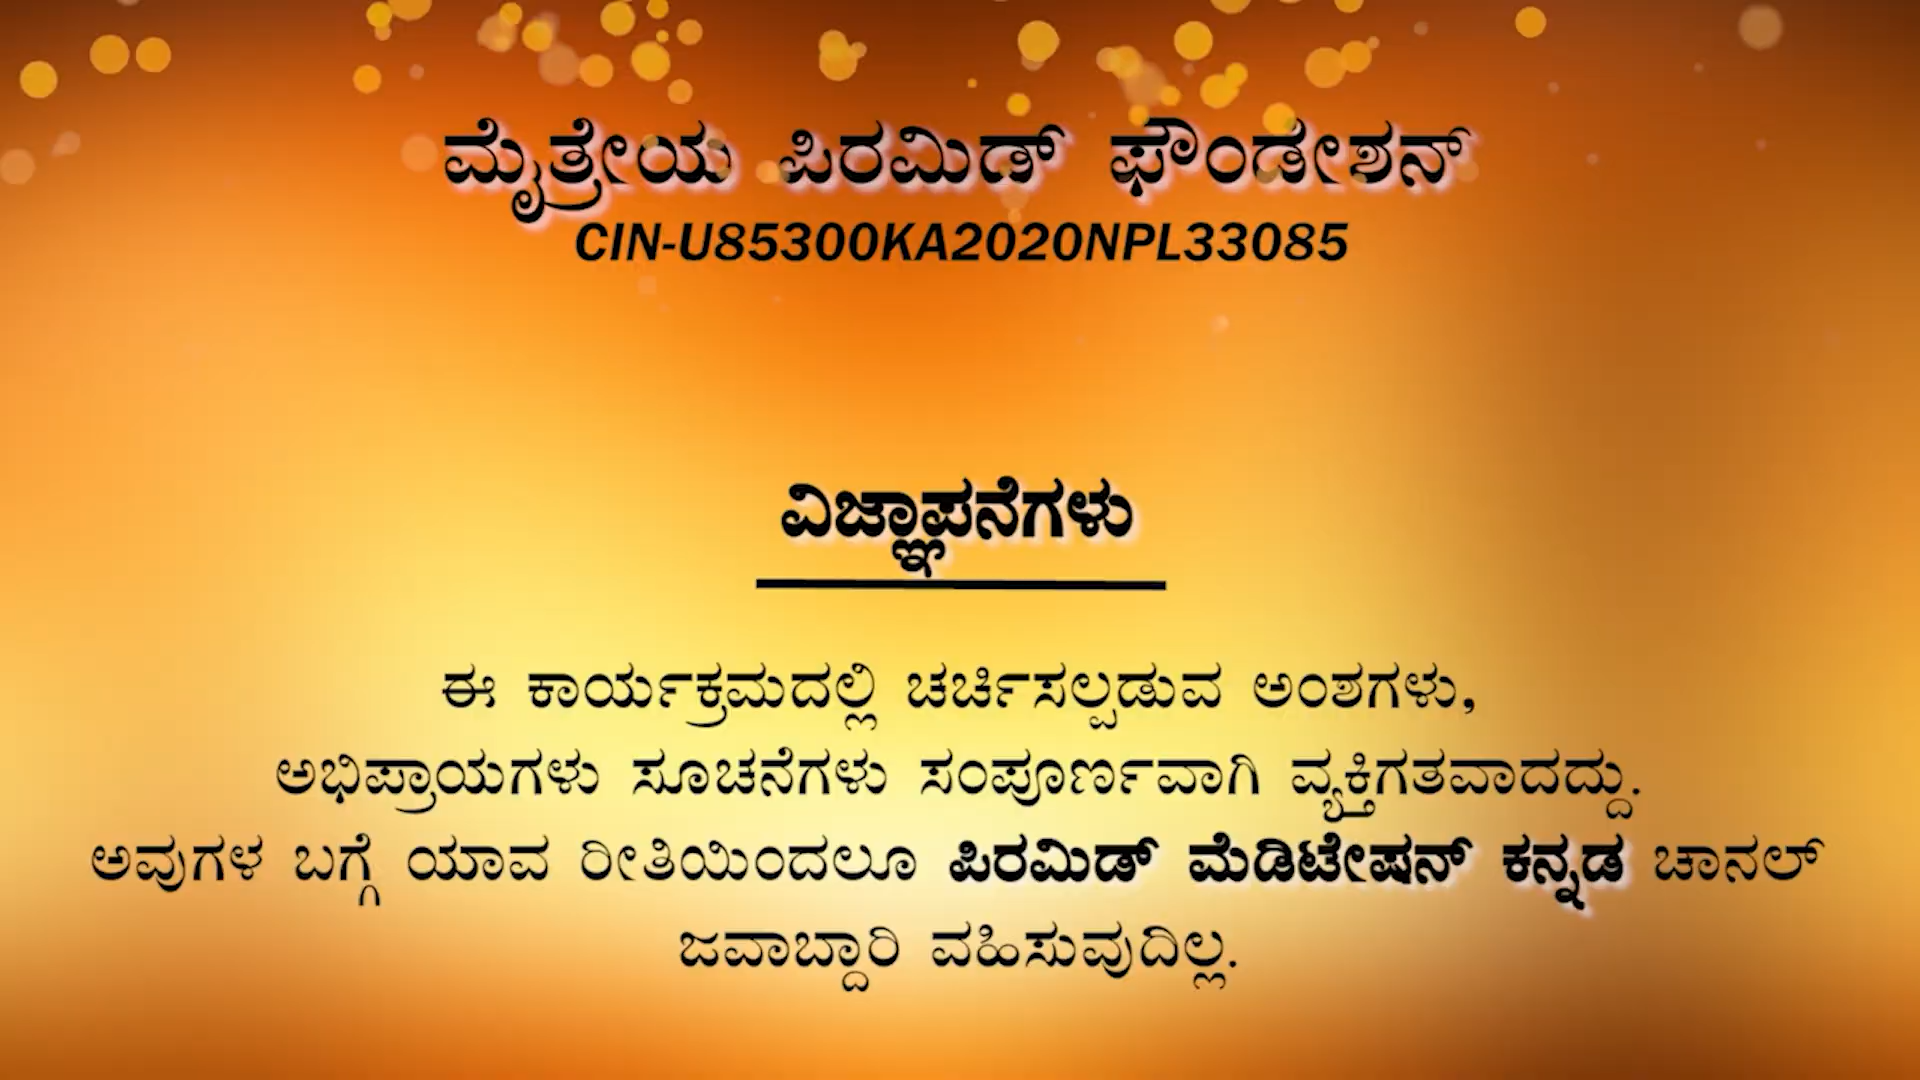 ಮೈತ್ರೇಯ ಪಿರಮಿಡ್ ಫೌಂಡೇಶನ್
CIN-U85300KA2020NPL33085
ವಿಜ್ಞಾಪನೆಗಳು
ಈ ಕಾರ್ಯಕ್ರಮದಲ್ಲಿ ಚರ್ಚಿಸಲ್ಪಡುವ ಅಂಶಗಳು,
ಅಭಿಪ್ರಾಯಗಳು ಸೂಚನೆಗಳು ಸಂಪೂರ್ಣವಾಗಿ ವ್ಯಕ್ತಿಗತವಾದದ್ದು.
ಅವುಗಳ ಬಗ್ಗೆ ಯಾವ ರೀತಿಯಿಂದಲೂ ಪಿರಮಿಡ್ ಮೆಡಿಟೇಷನ್ ಕನ್ನಡ ಚಾನಲ್
ಜವಾಬ್ದಾರಿ ವಹಿಸುವುದಿಲ್ಲ.